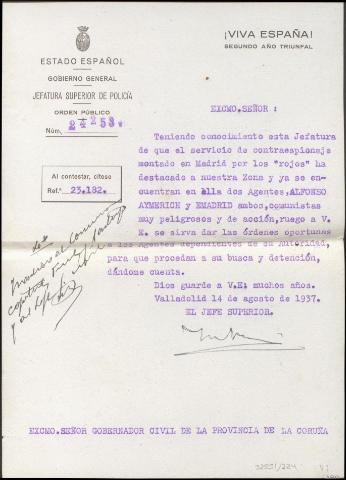 ESTADO ESPAÑOL
GOBIERNO GENERAL
JEFATURA SUPERIOR DE POLICÍA
ORDEN PÚBLICO
Núm. 24253
¡VIVA ESPAÑA!
SEGUNDO AÑO TRIUNFAL
Al contestar, cítese
Ref.ª 23.182.
EXCMO. SEÑOR:
Teniendo conocimiento esta Jefatura
de que el servicio de contraespionaje
montado en Madrid por los "rojos" ha
destacado a nuestra Zona y ya se en-
cuentran en ella dos Agentes, ALFONSO
AYMERICH y EMADRID ambos, comunistas
muy peligrosos y de acción, ruego a V.
E. se sirva dar las órdenes oportunas
a los Agentes dependientes de su Autoridad,
para que procedan a su busca y detención,
dándome cuenta.
Dios guarde a V.E. muchos años.
Valladolid 14 de agosto de 1937.
EL JEFE SUPERIOR.
EXCMO. SEÑOR GOBERNADOR CIVIL DE LA PROVINCIA DE LA CORUÑA
32551/224